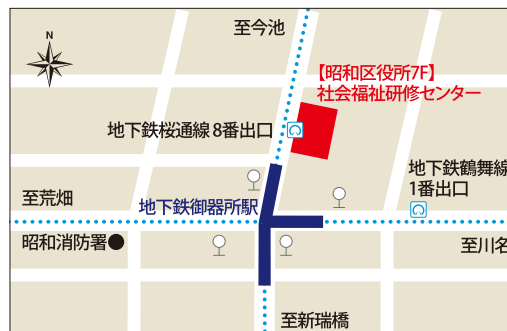 至今池
N
【昭和区役所7F】
社会福祉研修センター
地下鉄桜通線 8番出口
地下鉄鶴舞線
1番出口
至荒畑
地下鉄御器所駅
昭和消防署
至川名
至新瑞橋